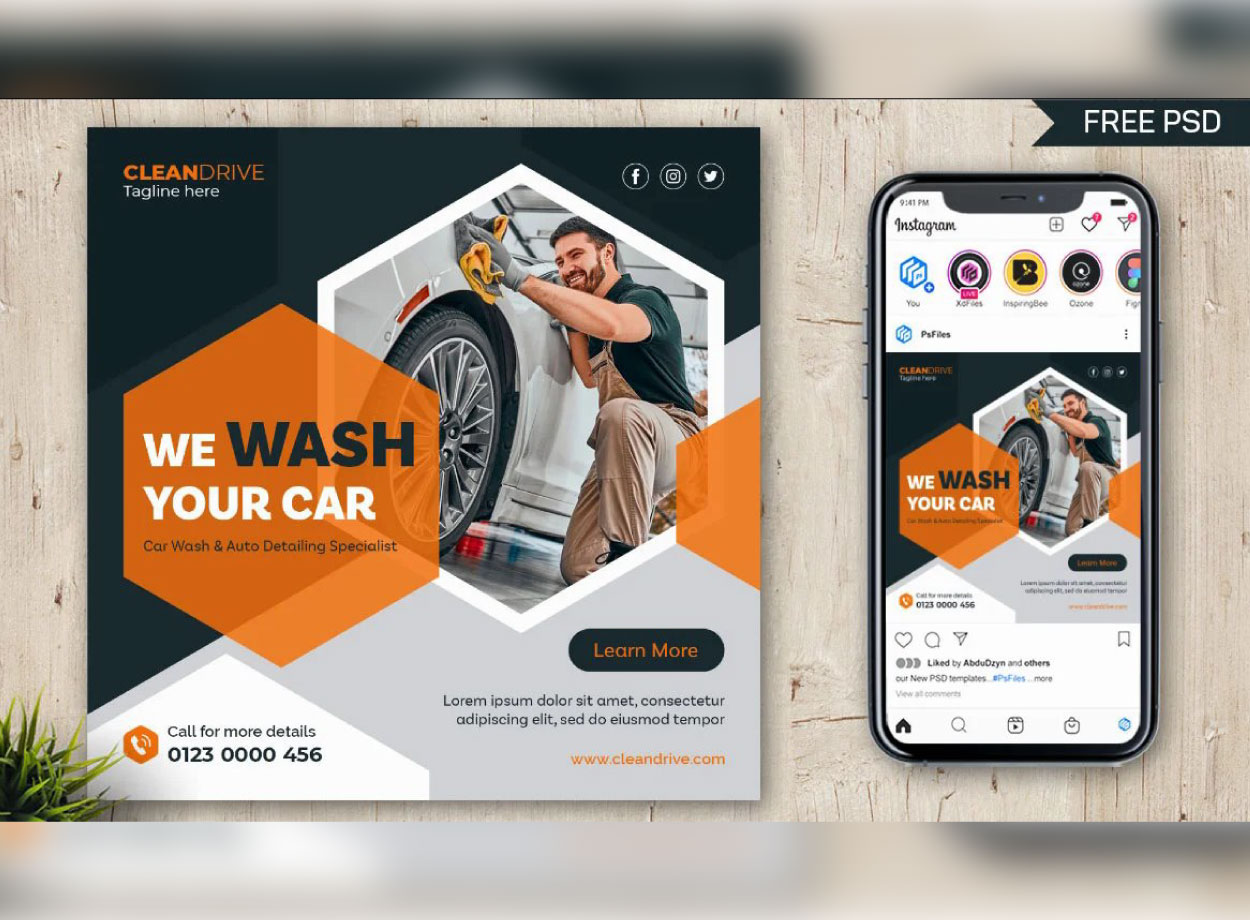 FREE PSD
CLEANDRIVE
Tagline here
WE WASH
YOUR CAR
Car Wash & Auto Detailing Specialist
Learn More
Lorem ipsum dolor sit amet, consectetur
adipiscing elit, sed do eiusmod tempor
Call for more details
0123 0000 456
www.cleandrive.com
9:41 PM
Instagram
7
2
LIVE
You
XdFiles
InspiringBee
Ozone
PsFiles
CLEANDRIVE
Tagline here
WE WASH
YOUR CAR
Car Wash & Auto Detailing Specialist
Learn More
Lorem ipsum dolor sit amet, consectetur
adipiscing elit, sed do eiusmod tempor
Call for more details
0123 0000 456
www.cleandrive.com
Liked by AbduDzyn and others
our New PSD templates...#PsFiles ...more
View all comments